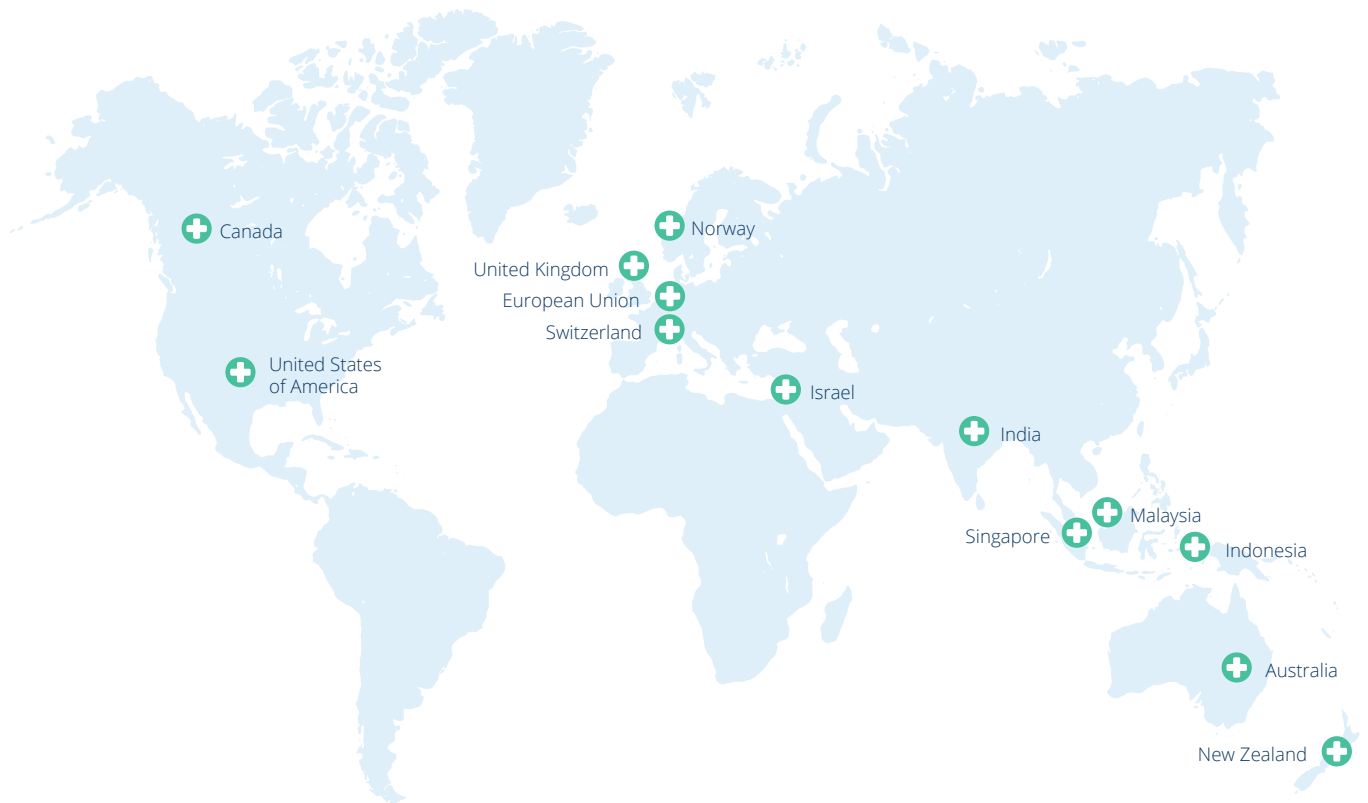 Canada
Norway
United Kingdom
European Union
Switzerland
United States
of America
Israel
India
Malaysia
Singapore
Indonesia
Australia
New Zealand